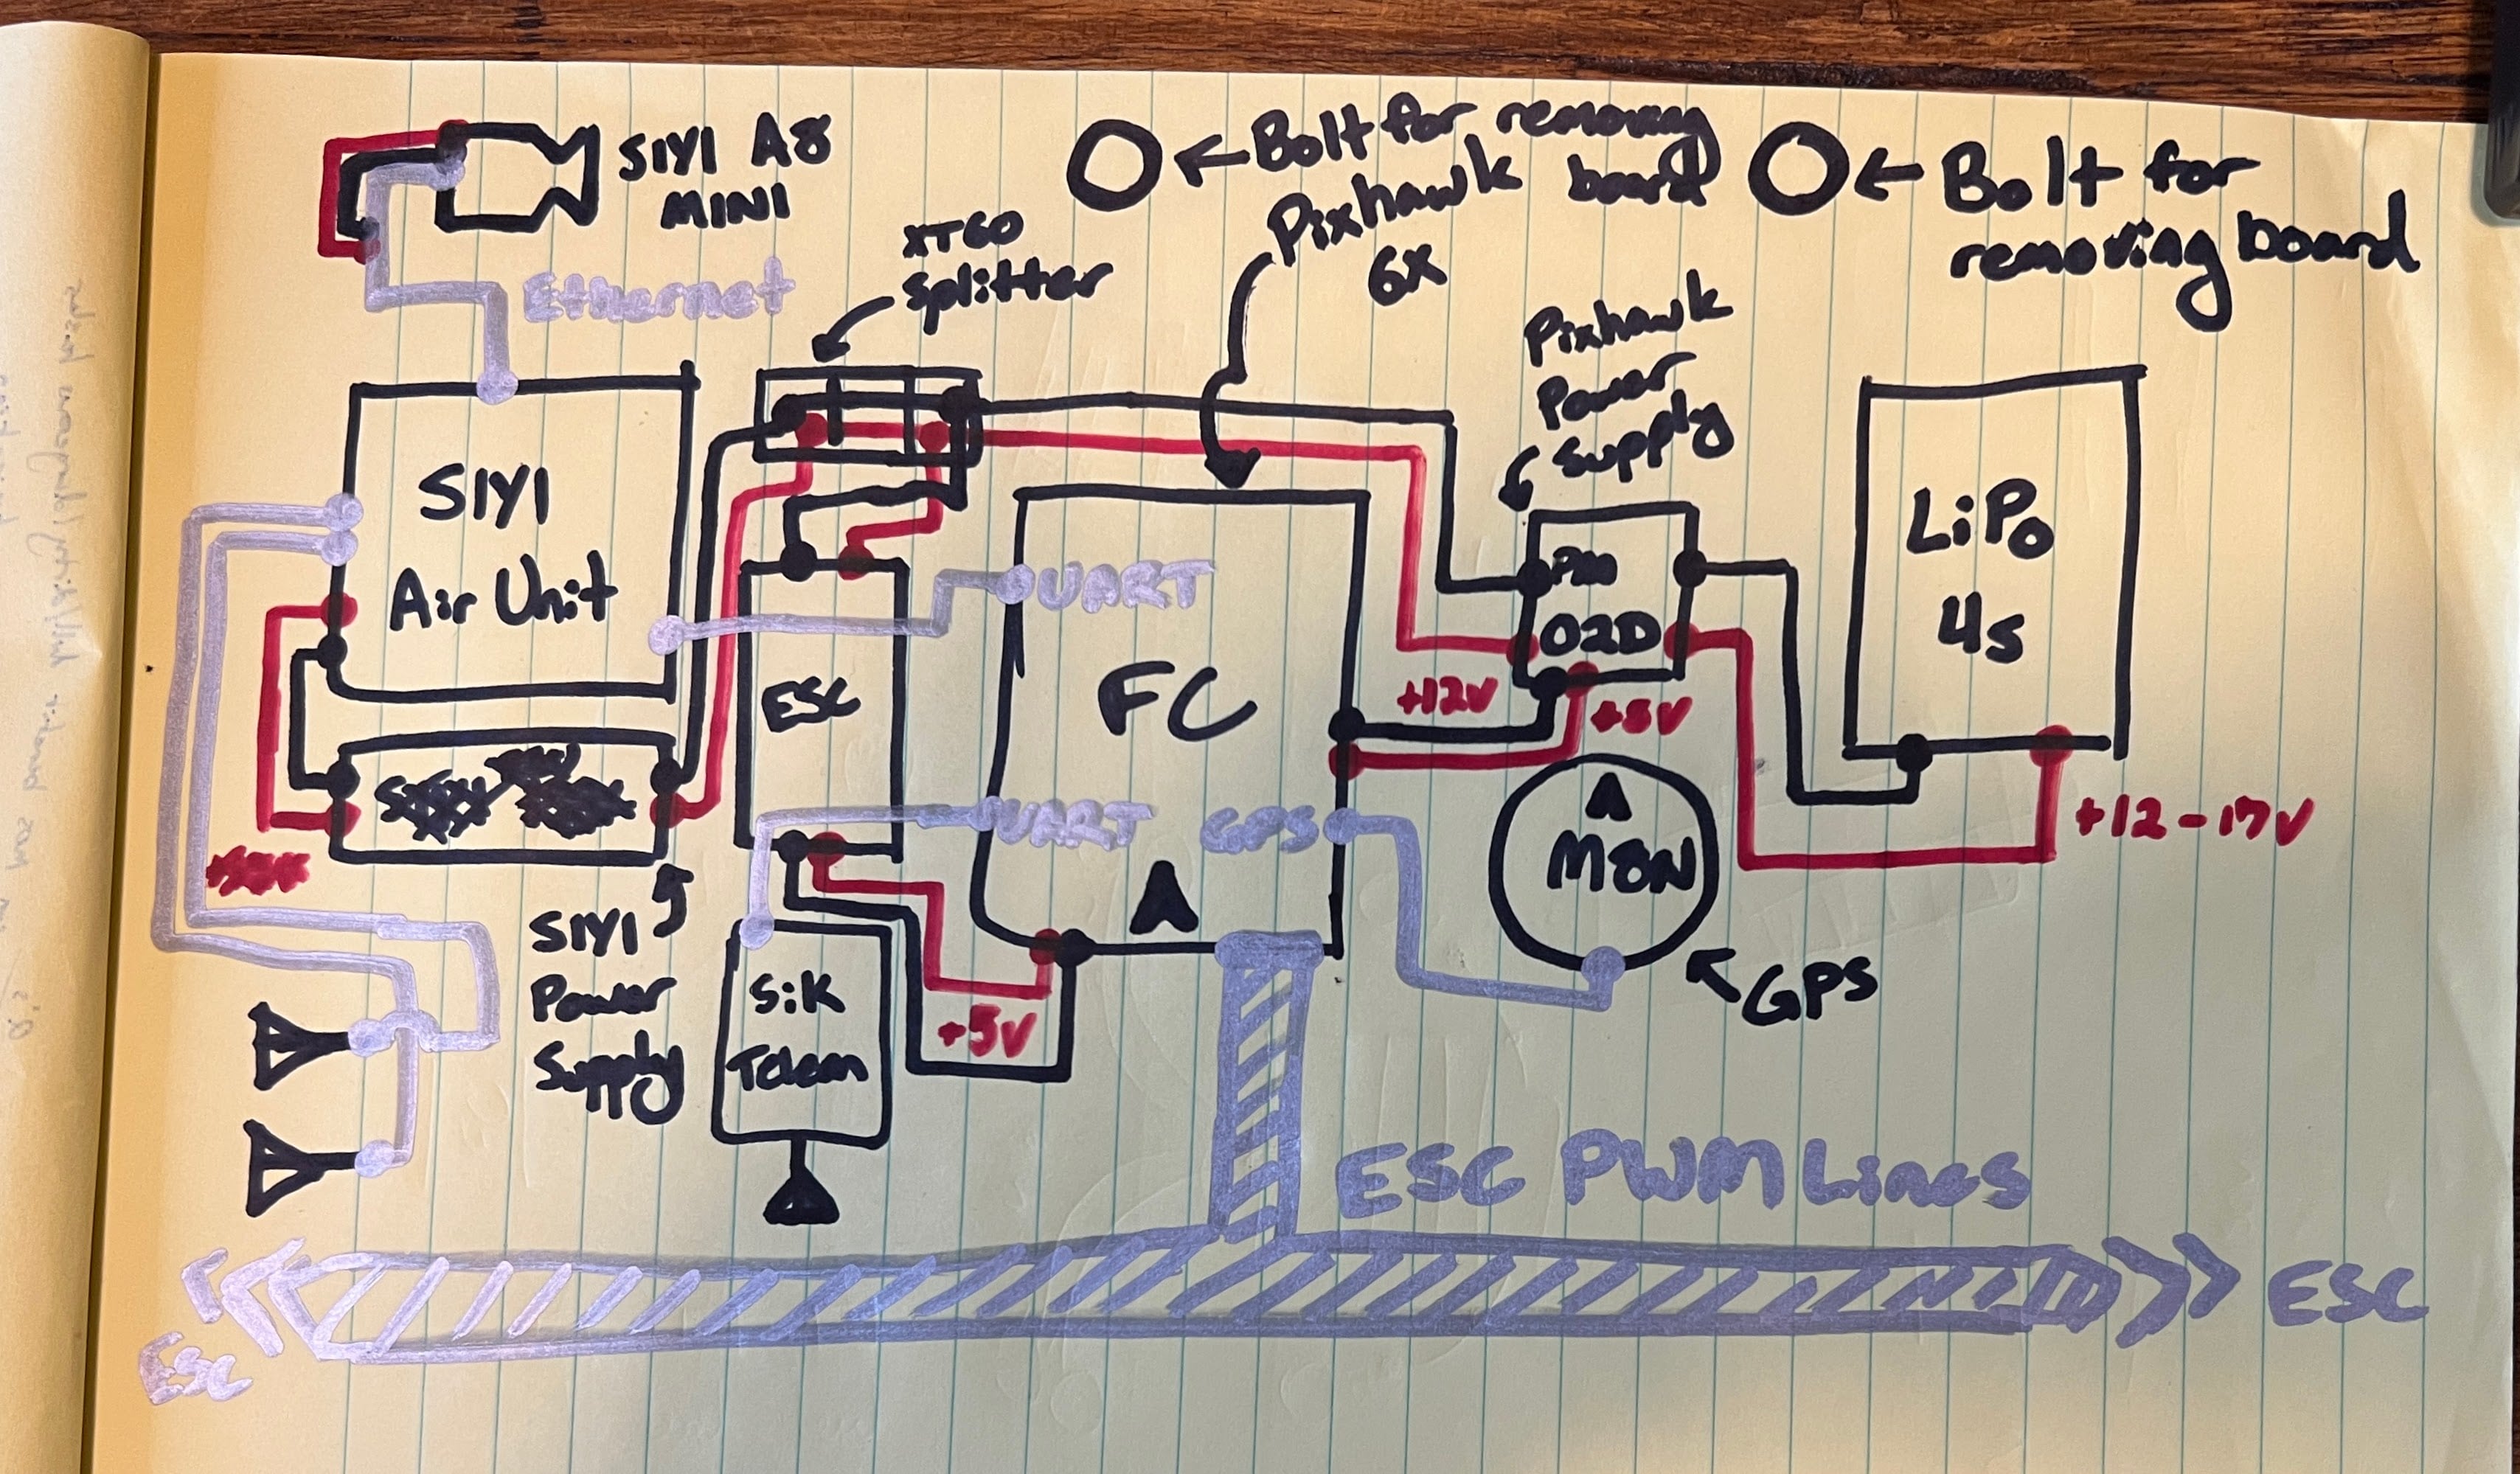 SIYI A8
MINI
Ethernet
XT60
splitter
Bolt for removing
Pixhawk board
6X
Bolt for
removing board
Pixhawk
Power
Supply
SIYI
Air Unit
UART
ESC
FC
PM
02D
+12V
+5V
LiPo
4s
+12-17V
UART
GPS
M8N
GPS
SIYI
Power
Supply
SiK
Telem
+5V
ESC PWM Lines
ESC
ESC